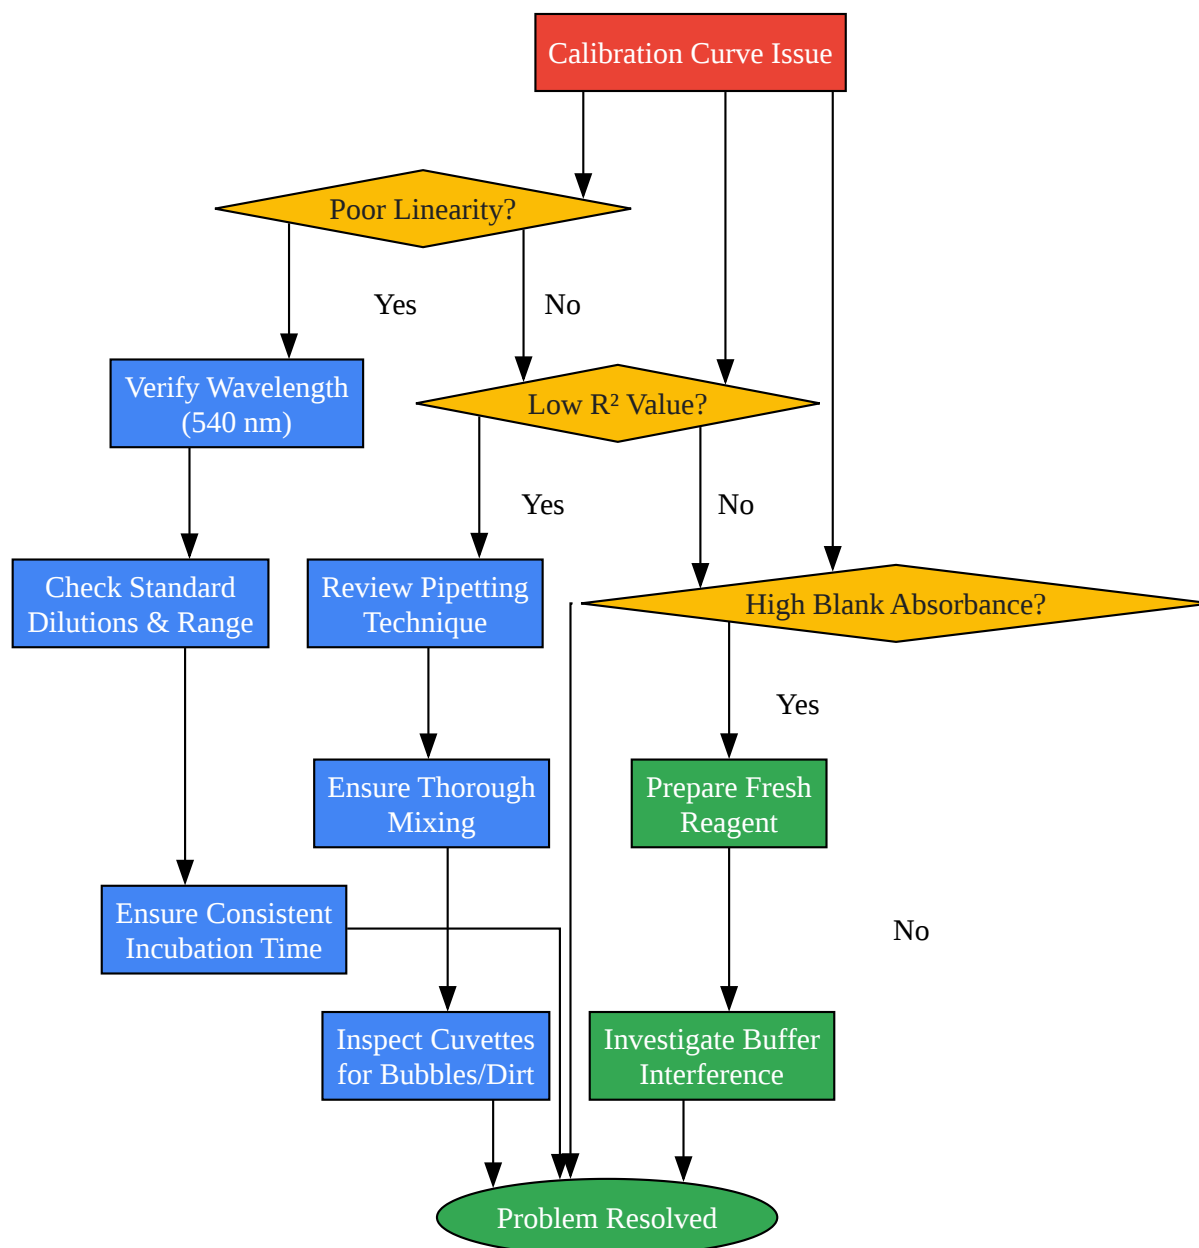 Calibration Curve Issue
Poor Linearity?
Yes
No
Verify Wavelength
(540 nm)
Low R² Value?
Yes
No
Check Standard
Dilutions & Range
Review Pipetting
Technique
High Blank Absorbance?
Yes
Ensure Thorough
Mixing
Prepare Fresh
Reagent
Ensure Consistent
Incubation Time
No
Inspect Cuvettes
for Bubbles/Dirt
Investigate Buffer
Interference
Problem Resolved